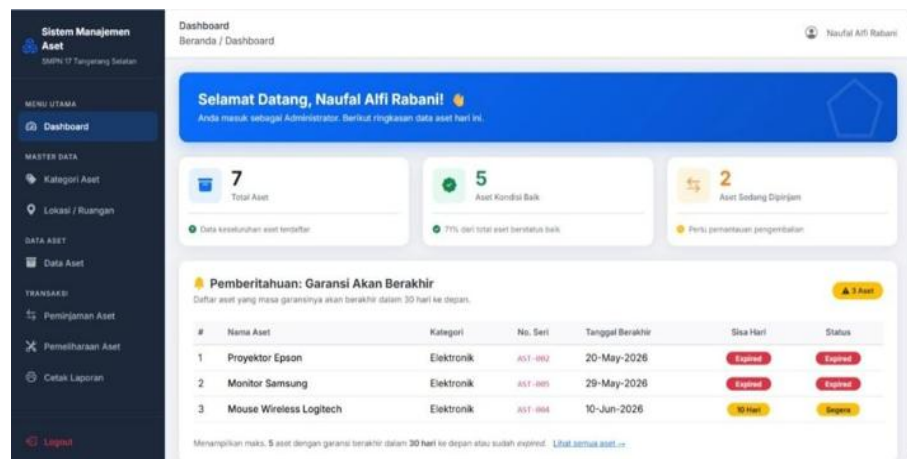 Sistem Manajemen
Aset
SMPN 17 Tangerang Selatan
MENU UTAMA
Dashboard
MASTER DATA
Kategori Aset
Lokasi / Ruangan
DATA ASET
Data Aset
TRANSAKSI
Peminjaman Aset
Pemeliharaan Aset
Cetak Laporan
Logout
Dashboard
Beranda / Dashboard
Naufal Alfi Rabani
Selamat Datang, Naufal Alfi Rabani! 👋
Anda masuk sebagai Administrator. Berikut ringkasan data aset hari ini.
7
Total Aset
Data keseluruhan aset terdaftar
5
Aset Kondisi Baik
71% dari total aset berstatus baik
2
Aset Sedang Dipinjam
Perlu pemantauan pengembalian
Pemberitahuan: Garansi Akan Berakhir
Daftar aset yang masa garansinya akan berakhir dalam 30 hari ke depan.
3 Aset
# Nama Aset Kategori No. Seri Tanggal Berakhir Sisa Hari Status
1 Proyektor Epson Elektronik AST-002 20-May-2026 Expired Expired
2 Monitor Samsung Elektronik AST-005 29-May-2026 Expired Expired
3 Mouse Wireless Logitech Elektronik AST-004 10-Jun-2026 10 Hari Segera
Menampilkan maks. 5 aset dengan garansi berakhir dalam 30 hari ke depan atau sudah expired. Lihat semua aset →